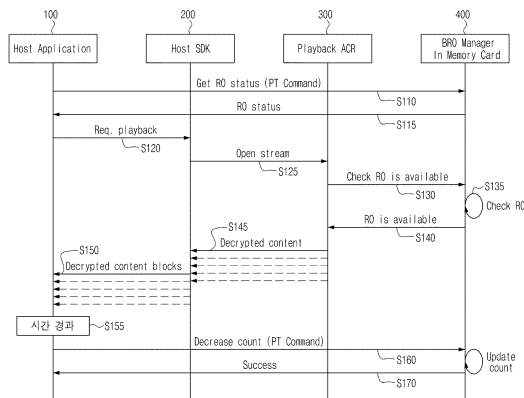 100
200
300
400
Host Application
Host SDK
Playback ACR
BRO Manager
In Memory Card
Get RO status (PT Command)
S110
RO status
S115
Req. playback
S120
Open stream
S125
Check RO is available
S130
S135
Check RO
RO is available
S140
S145
Decrypted content
S150
Decrypted content blocks
시간 경과
S155
Decrease count (PT Command)
S160
Update
count
Success
S170